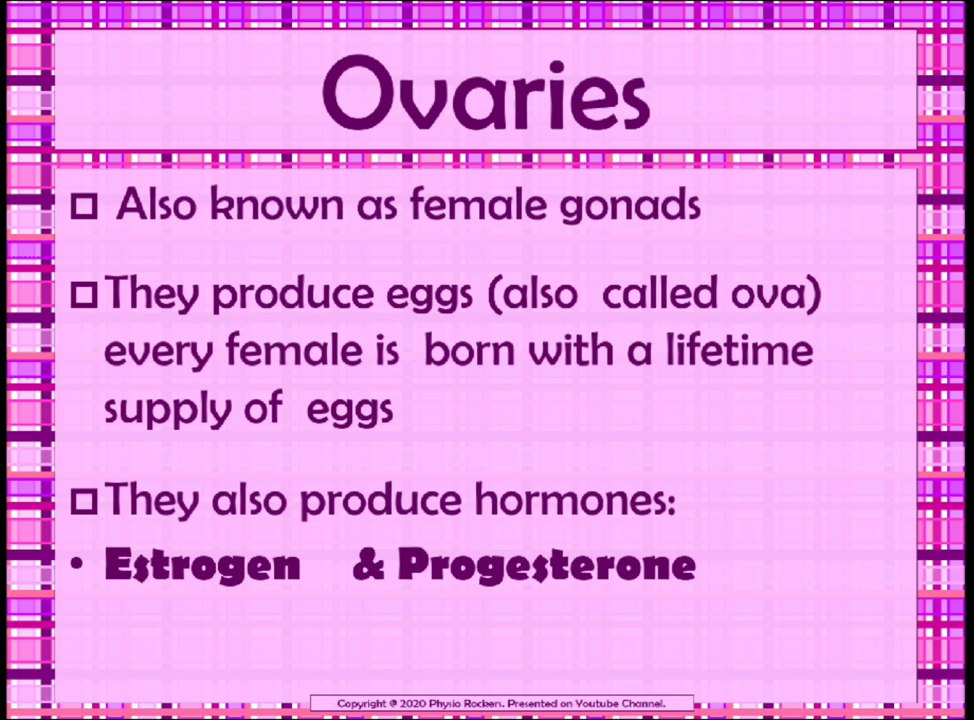 Ovaries
Also known as female gonads
They produce eggs (also called ova)
every female is born with a lifetime
supply of eggs
They also produce hormones:
• Estrogen & Progesterone
Copyright @ 2020 Physio Rockers. Presented on Youtube Channel.